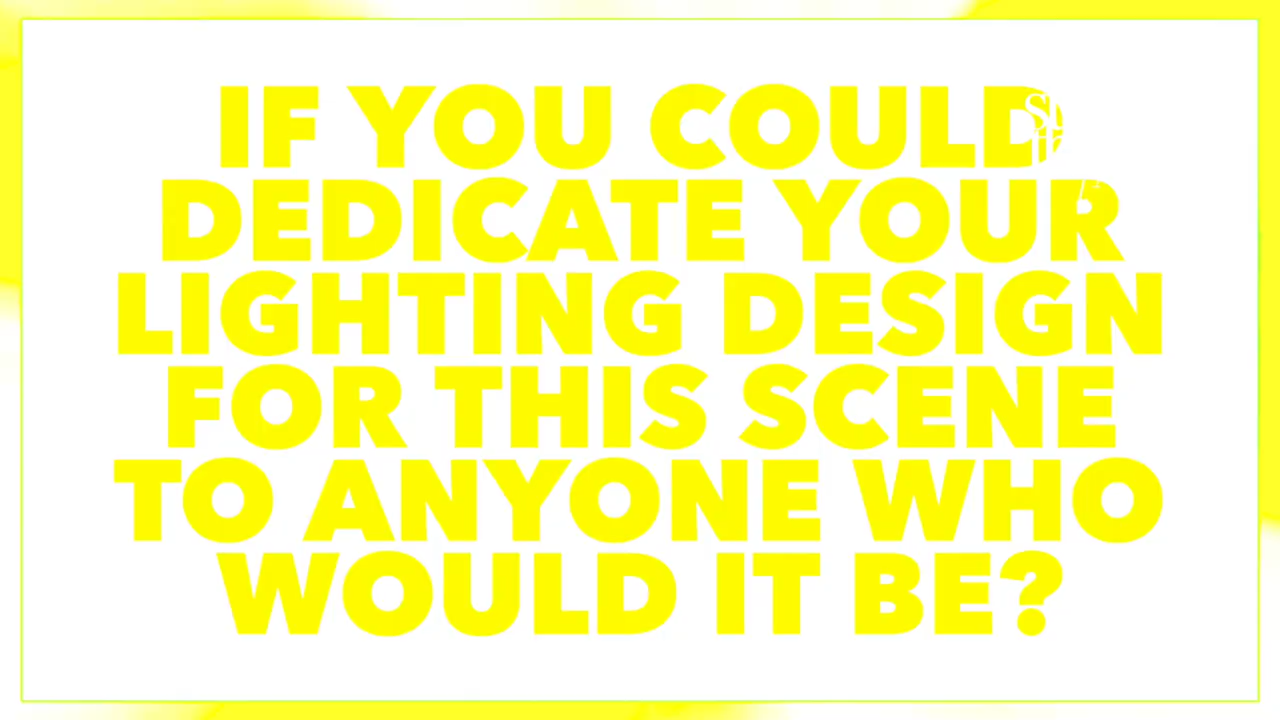 IF YOU COULD
DEDICATE YOUR
LIGHTING DESIGN
FOR THIS SCENE
TO ANYONE WHO
WOULD IT BE?